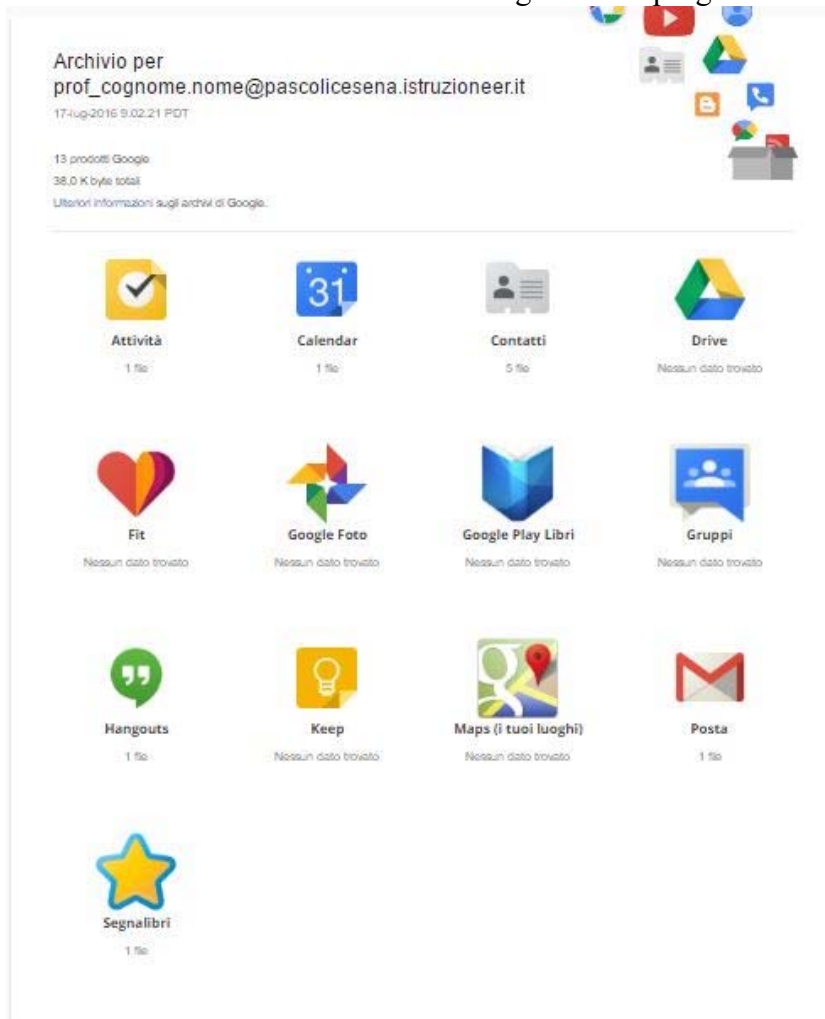 Archivio per
prof_cognome.nome@pascolicesena.istruzioneer.it
17-lug-2016 9.02.21 PDT
13 prodotti Google
38,0 K byte totali
Ulteriori informazioni sugli archivi di Google.
31
Attività Calendar Contatti Drive
1 file 1 file 5 file Nessun dato trovato
Fit Google Foto Google Play Libri Gruppi
Nessun dato trovato Nessun dato trovato Nessun dato trovato Nessun dato trovato
Hangouts Keep Maps (i tuoi luoghi) Posta
1 file Nessun dato trovato Nessun dato trovato 1 file
Segnalibri
1 file